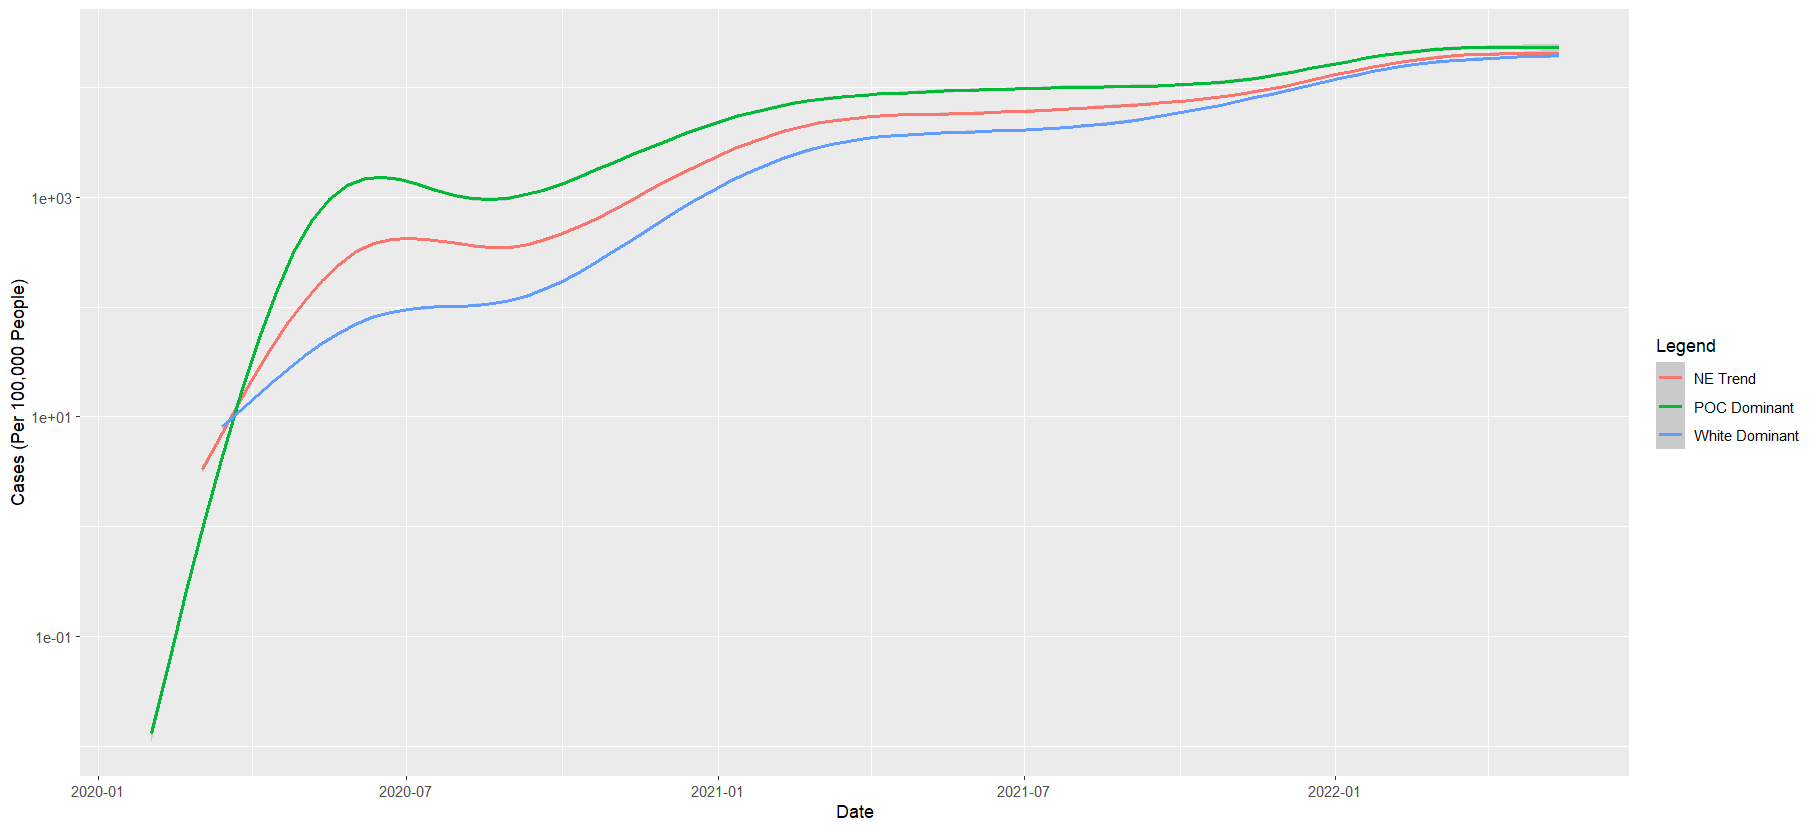 Cases (Per 100,000 People)
1e+03
1e+01
1e-01
2020-01
2020-07
2021-01
2021-07
2022-01
Date
Legend
NE Trend
POC Dominant
White Dominant